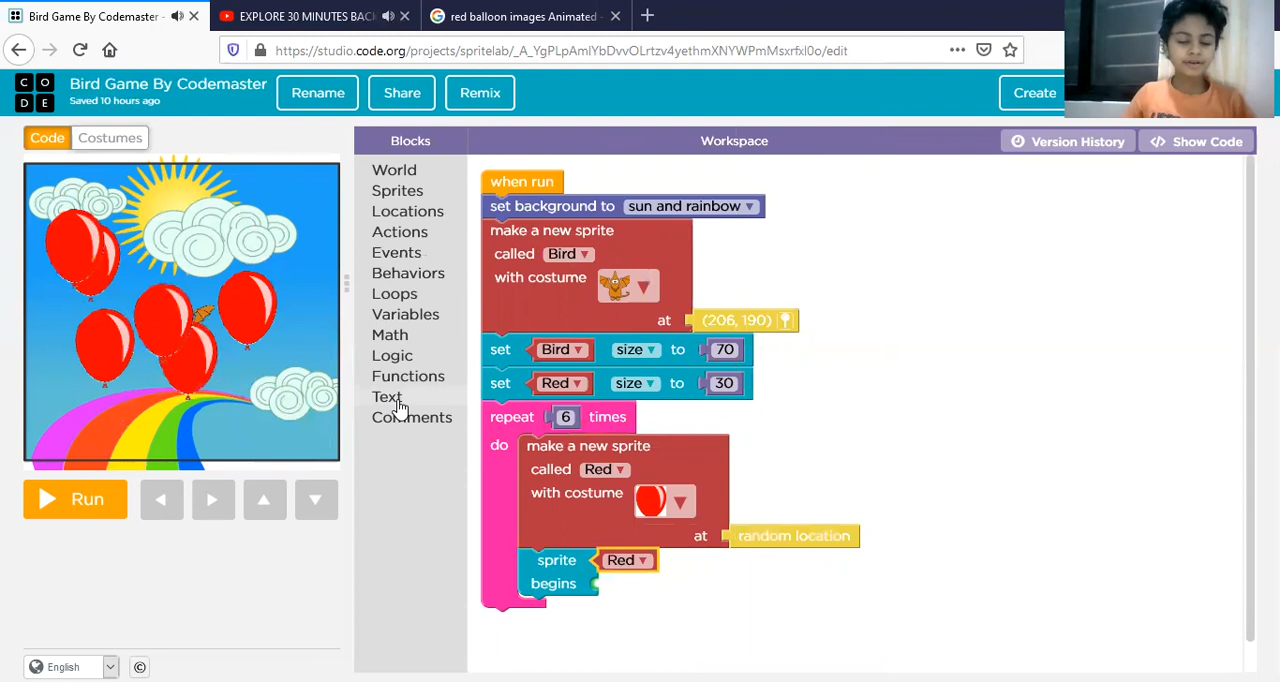 Bird Game By Codemaster -
EXPLORE 30 MINUTES BAC
red balloon images Animated -
https://studio.code.org/projects/spritelab/_A_YgPLpAmlYbDvvOLrtzv4yethmXNYWPmMsxrfxl0o/edit
C O
D E
Bird Game By Codemaster
Saved 10 hours ago
Rename
Share
Remix
Create
Code
Costumes
Blocks
Workspace
Version History
</> Show Code
World
Sprites
Locations
Actions
Events
Behaviors
Loops
Variables
Math
Logic
Functions
Text
Comments
when run
set background to sun and rainbow
make a new sprite
called Bird
with costume
at (206, 190)
set Bird size to 70
set Red size to 30
repeat 6 times
do
make a new sprite
called Red
with costume
at random location
sprite Red
begins
Run
English
©